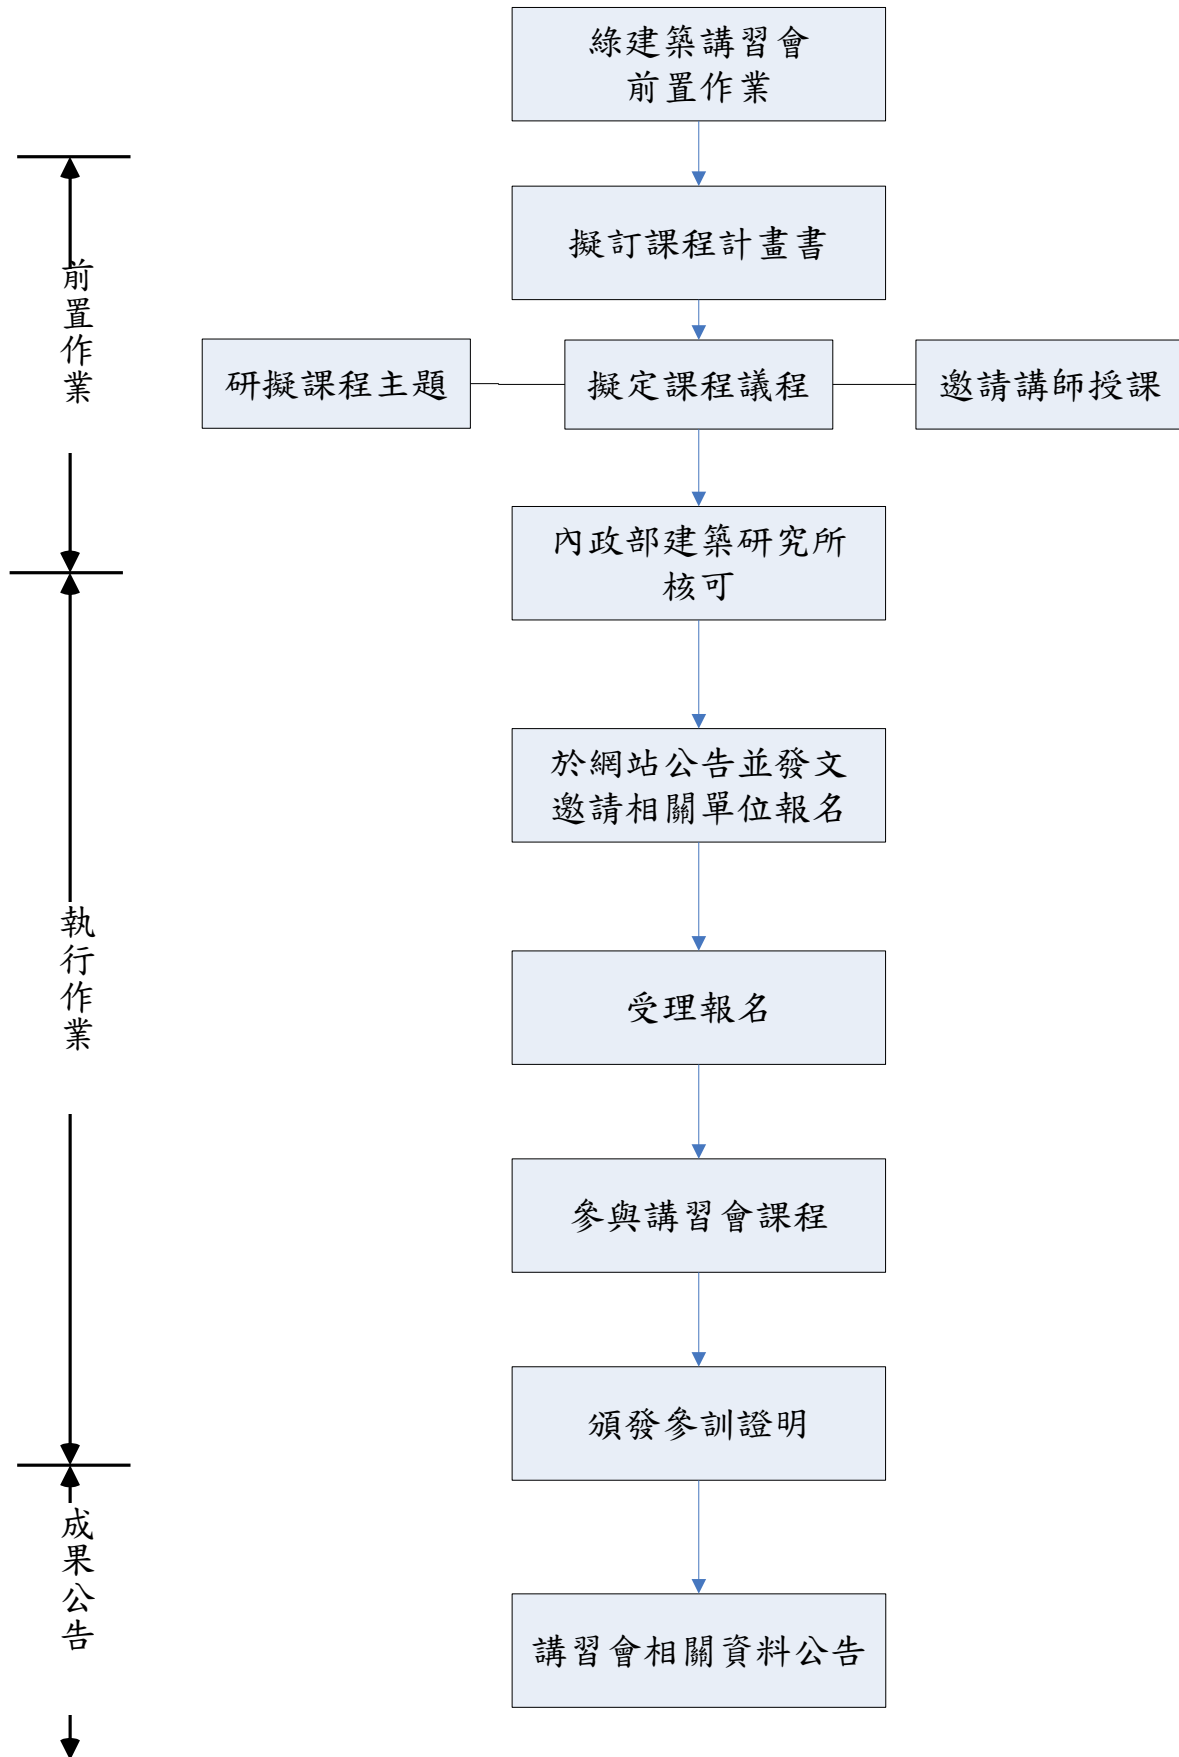 綠建築講習會
前置作業
擬訂課程計畫書
前置作業
研擬課程主題
擬定課程議程
邀請講師授課
內政部建築研究所
核可
於網站公告並發文
邀請相關單位報名
執行作業
受理報名
參與講習會課程
頒發參訓證明
成果公告
講習會相關資料公告